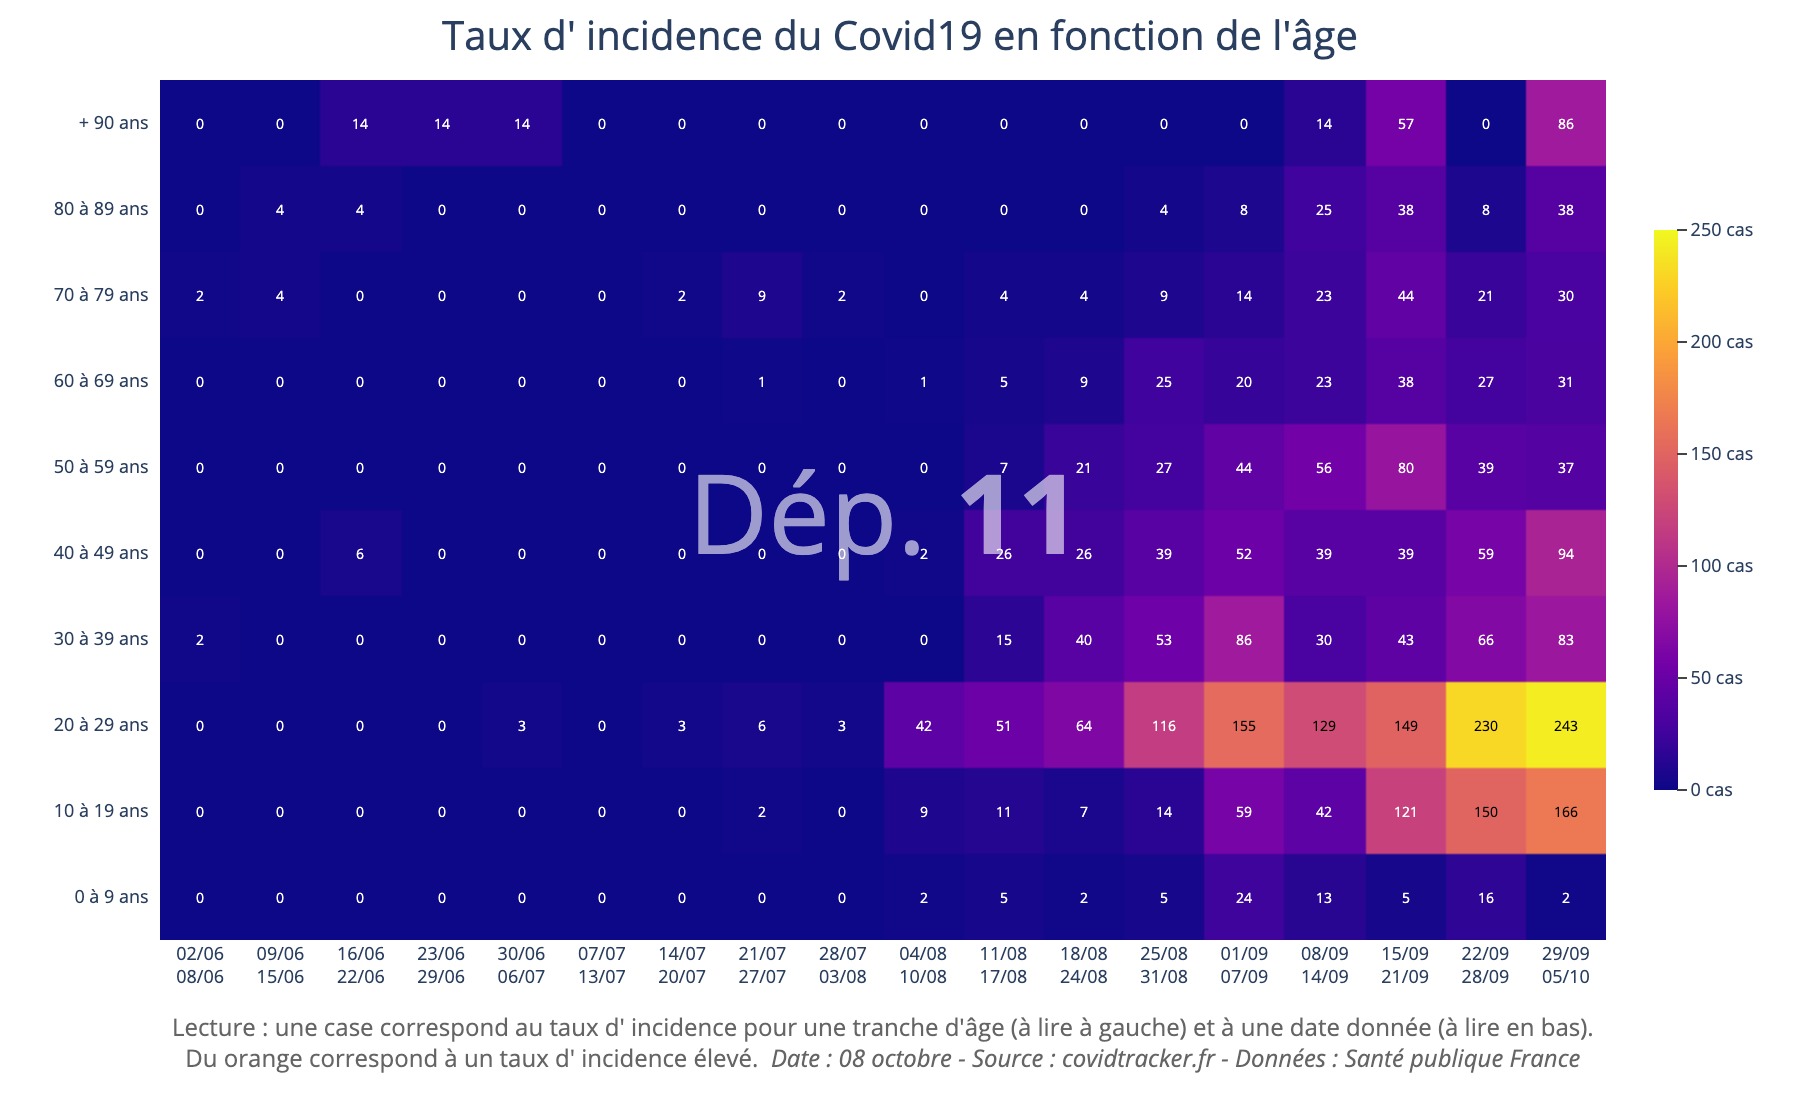 Taux d' incidence du Covid19 en fonction de l'âge
+ 90 ans 0 0 14 14 14 0 0 0 0 0 0 0 0 0 14 57 0 86
80 à 89 ans 0 4 4 0 0 0 0 0 0 0 0 0 4 8 25 38 8 38
70 à 79 ans 2 4 0 0 0 0 2 9 2 0 4 4 9 14 23 44 21 30
60 à 69 ans 0 0 0 0 0 0 0 1 0 1 5 9 25 20 23 38 27 31
50 à 59 ans 0 0 0 0 0 0 0 0 0 0 7 21 27 44 56 80 39 37
Dép. 11
40 à 49 ans 0 0 6 0 0 0 0 0 0 2 26 26 39 52 39 39 59 94
30 à 39 ans 2 0 0 0 0 0 0 0 0 0 15 40 53 86 30 43 66 83
20 à 29 ans 0 0 0 0 3 0 3 6 3 42 51 64 116 155 129 149 230 243
10 à 19 ans 0 0 0 0 0 0 0 2 0 9 11 7 14 59 42 121 150 166
0 à 9 ans 0 0 0 0 0 0 0 0 0 2 5 2 5 24 13 5 16 2
02/06 09/06 16/06 23/06 30/06 07/07 14/07 21/07 28/07 04/08 11/08 18/08 25/08 01/09 08/09 15/09 22/09 29/09
08/06 15/06 22/06 29/06 06/07 13/07 20/07 27/07 03/08 10/08 17/08 24/08 31/08 07/09 14/09 21/09 28/09 05/10
250 cas
200 cas
150 cas
100 cas
50 cas
0 cas
Lecture : une case correspond au taux d' incidence pour une tranche d'âge (à lire à gauche) et à une date donnée (à lire en bas).
Du orange correspond à un taux d' incidence élevé. Date : 08 octobre - Source : covidtracker.fr - Données : Santé publique France